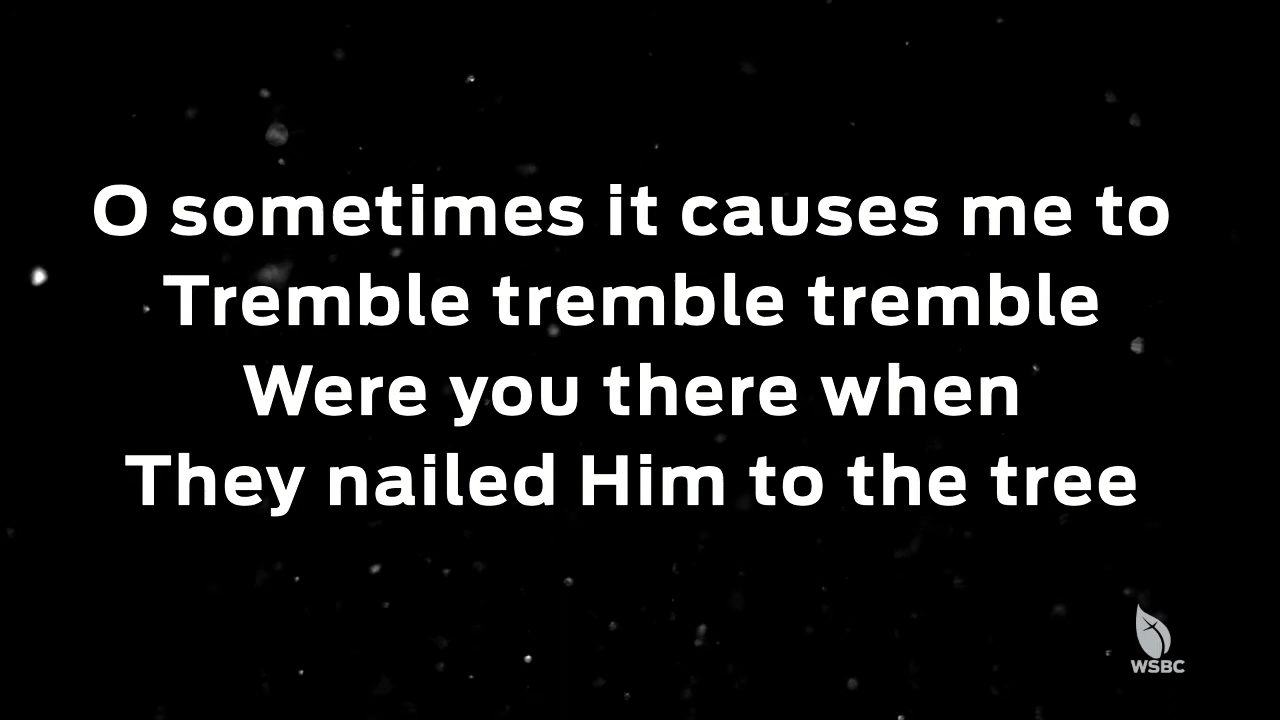 O sometimes it causes me to
Tremble tremble tremble
Were you there when
They nailed Him to the tree
WSBC